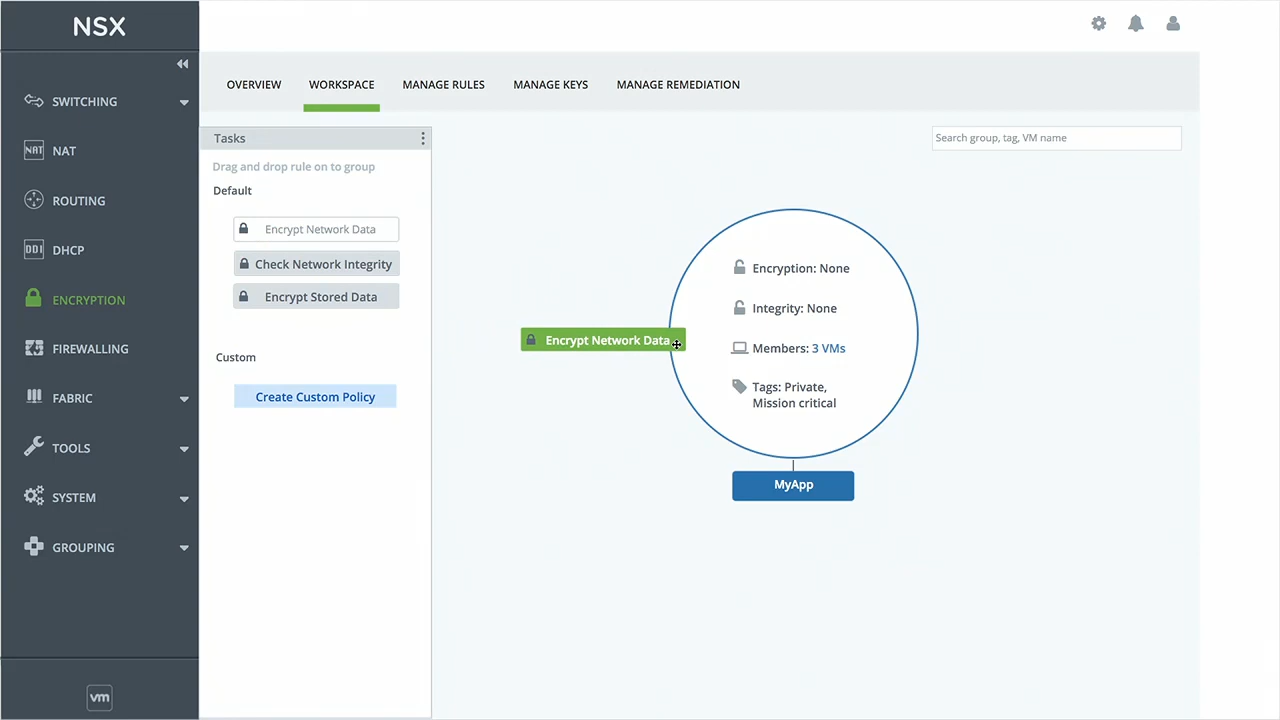 NSX
SWITCHING
NAT NAT
ROUTING
DDI DHCP
ENCRYPTION
FIREWALLING
FABRIC
TOOLS
SYSTEM
GROUPING
vm
OVERVIEW WORKSPACE MANAGE RULES MANAGE KEYS MANAGE REMEDIATION
Tasks
Drag and drop rule on to group
Default
Encrypt Network Data
Check Network Integrity
Encrypt Stored Data
Custom
Create Custom Policy
Search group, tag, VM name
Encrypt Network Data
Encryption: None
Integrity: None
Members: 3 VMs
Tags: Private,
Mission critical
MyApp